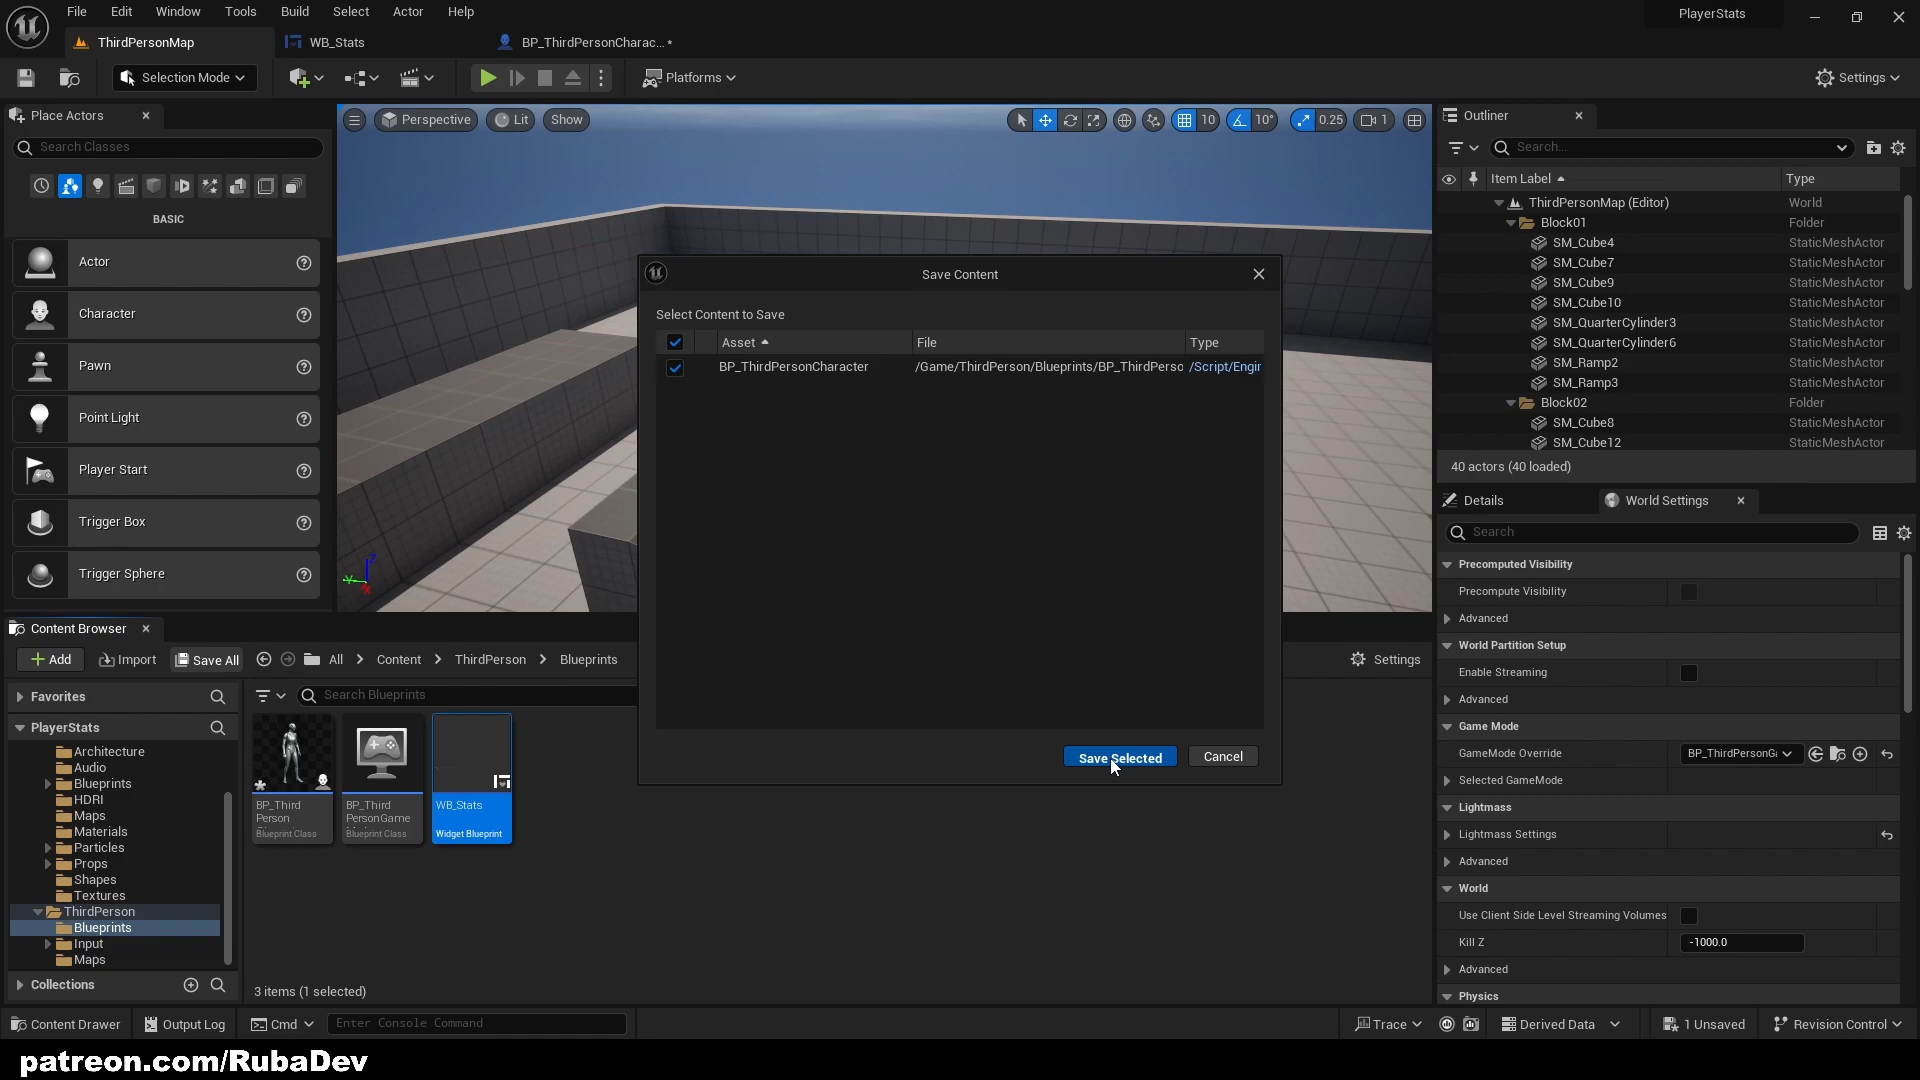 File Edit Window Tools Build Select Actor Help
PlayerStats
ThirdPersonMap
WB_Stats
BP_ThirdPersonCharac... *
Selection Mode
Platforms
Settings
Place Actors
Search Classes
BASIC
Actor
Character
Pawn
Point Light
Player Start
Trigger Box
Trigger Sphere
Perspective
Lit
Show
10
10°
0.25
1
Z
Y
X
Save Content
Select Content to Save
Asset File Type
BP_ThirdPersonCharacter /Game/ThirdPerson/Blueprints/BP_ThirdPerso /Script/Engir
Save Selected
Cancel
Outliner
Search...
Item Label Type
ThirdPersonMap (Editor) World
Block01 Folder
SM_Cube4 StaticMeshActor
SM_Cube7 StaticMeshActor
SM_Cube9 StaticMeshActor
SM_Cube10 StaticMeshActor
SM_QuarterCylinder3 StaticMeshActor
SM_QuarterCylinder6 StaticMeshActor
SM_Ramp2 StaticMeshActor
SM_Ramp3 StaticMeshActor
Block02 Folder
SM_Cube8 StaticMeshActor
SM_Cube12 StaticMeshActor
40 actors (40 loaded)
Details
World Settings
Search
Precomputed Visibility
Precompute Visibility
Advanced
World Partition Setup
Enable Streaming
Advanced
Game Mode
GameMode Override BP_ThirdPersonGa
Selected GameMode
Lightmass
Lightmass Settings
Advanced
World
Use Client Side Level Streaming Volumes
Kill Z -1000.0
Advanced
Physics
Content Browser
Add
Import
Save All
All > Content > ThirdPerson > Blueprints
Settings
Favorites
PlayerStats
Architecture
Audio
Blueprints
HDRI
Maps
Materials
Particles
Props
Shapes
Textures
ThirdPerson
Blueprints
Input
Maps
Collections
Search Blueprints
BP_Third
Person
Blueprint Class
BP_Third
PersonGame
Blueprint Class
WB_Stats
Widget Blueprint
3 items (1 selected)
Content Drawer
Output Log
Cmd
Enter Console Command
Trace
Derived Data
1 Unsaved
Revision Control
patreon.com/RubaDev